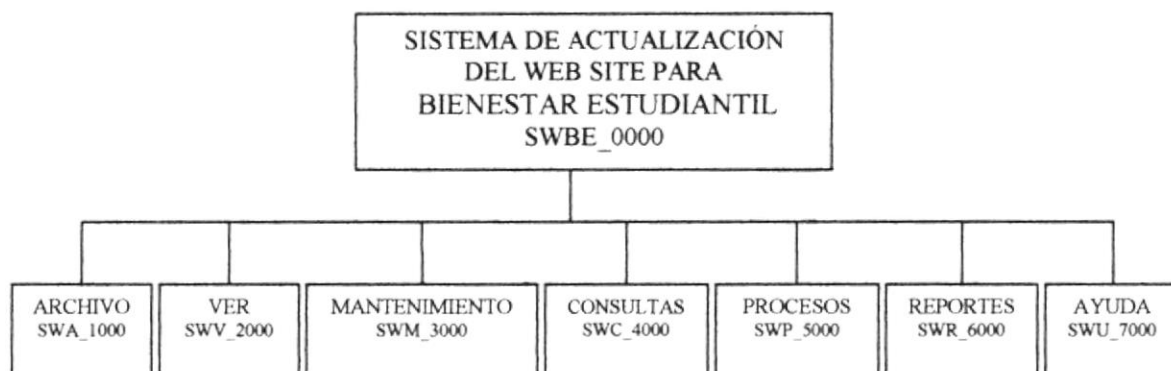 SISTEMA DE ACTUALIZACIÓN
DEL WEB SITE PARA
BIENESTAR ESTUDIANTIL
SWBE_0000
ARCHIVO
SWA_1000
VER
SWV_2000
MANTENIMIENTO
SWM_3000
CONSULTAS
SWC_4000
PROCESOS
SWP_5000
REPORTES
SWR_6000
AYUDA
SWU_7000